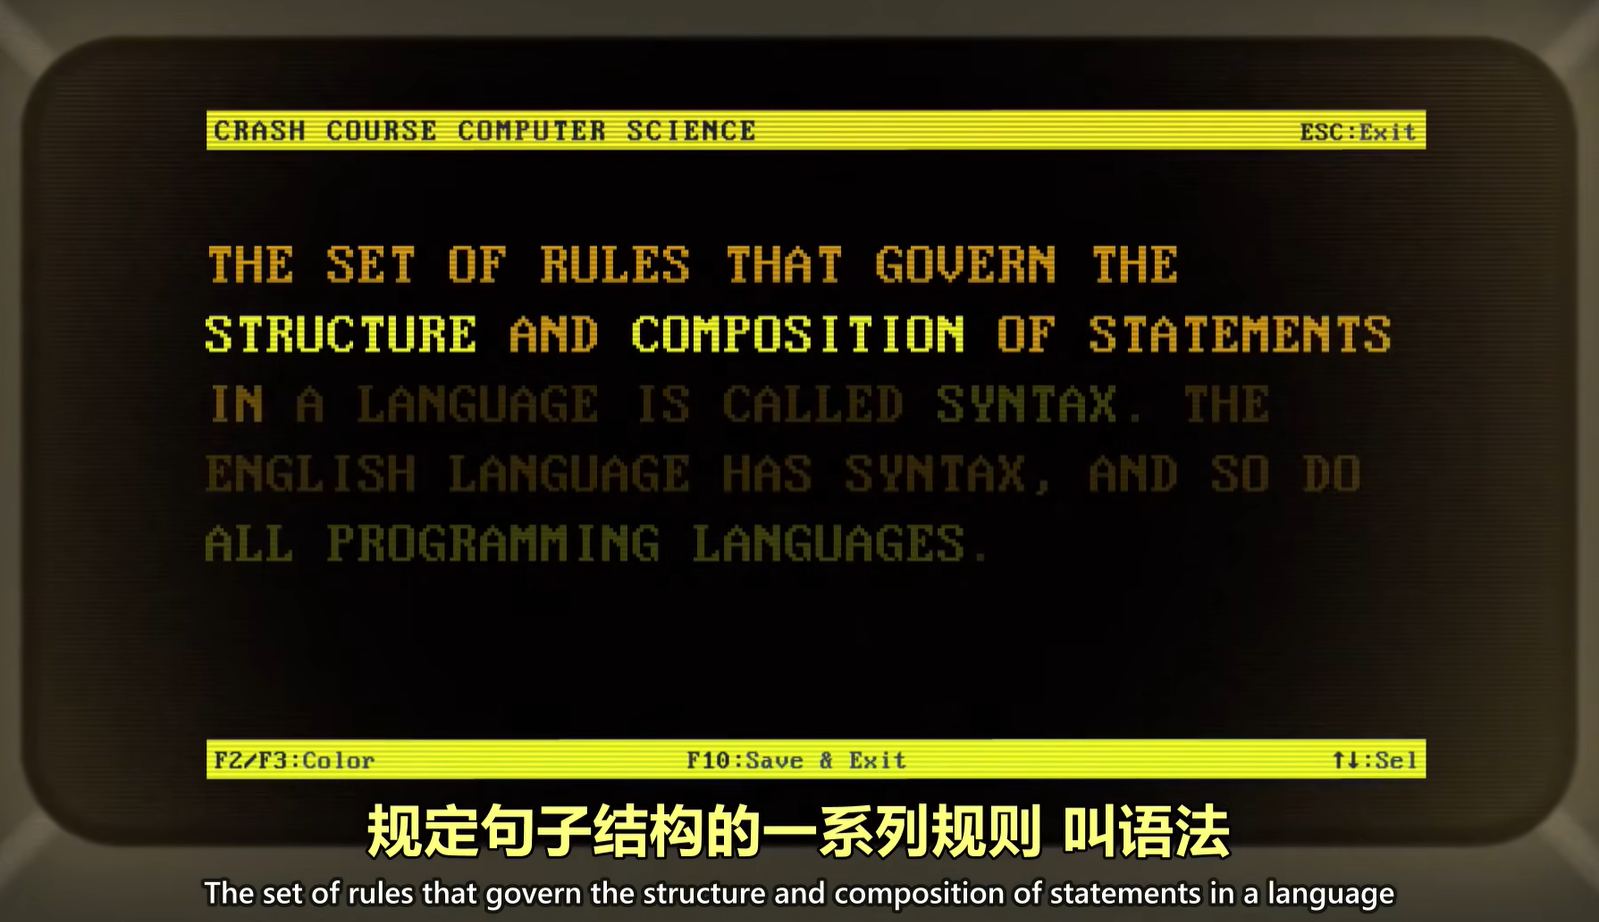 CRASH COURSE COMPUTER SCIENCE ESC:Exit
THE SET OF RULES THAT GOVERN THE
STRUCTURE AND COMPOSITION OF STATEMENTS
IN A LANGUAGE IS CALLED SYNTAX. THE
ENGLISH LANGUAGE HAS SYNTAX, AND SO DO
ALL PROGRAMMING LANGUAGES.
F2/F3:Color F10:Save & Exit ↑↓:Sel
规定句子结构的一系列规则 叫语法
The set of rules that govern the structure and composition of statements in a language